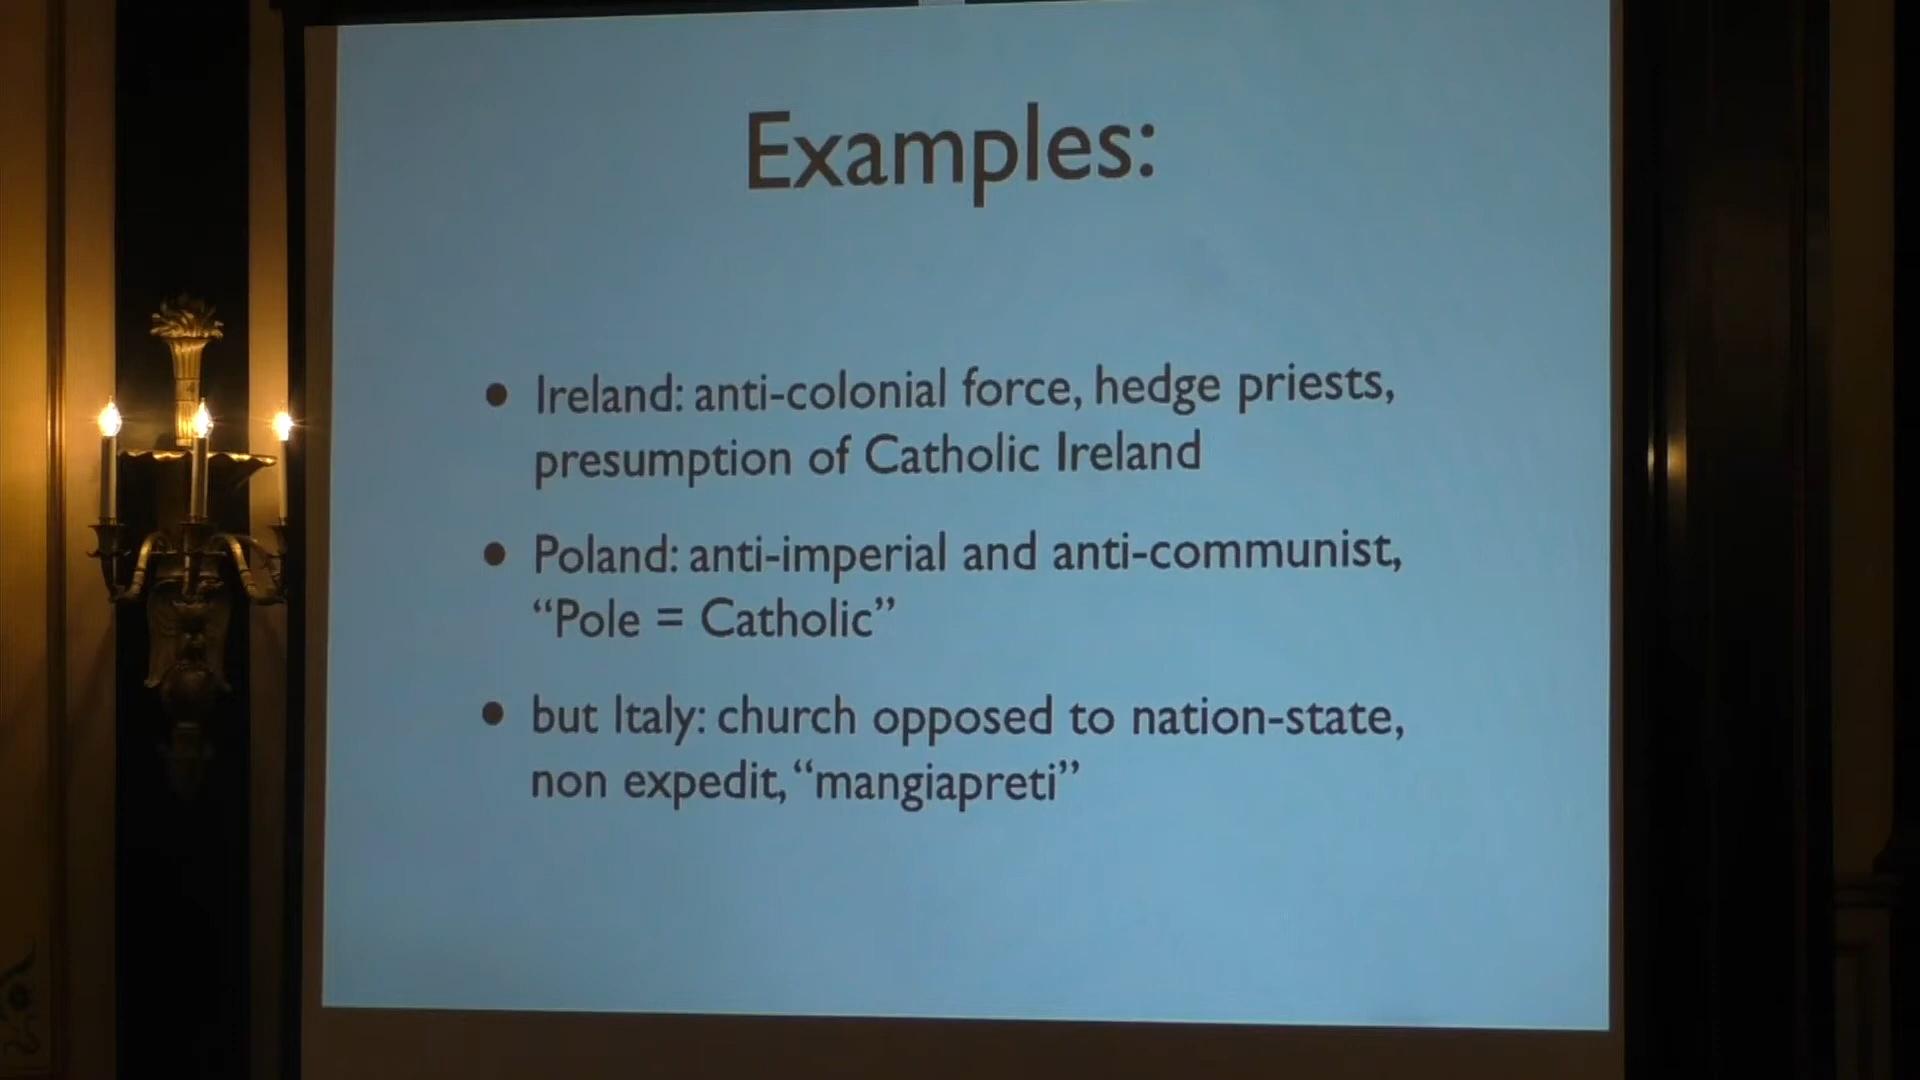 Examples:
• Ireland: anti-colonial force, hedge priests,
presumption of Catholic Ireland
• Poland: anti-imperial and anti-communist,
“Pole = Catholic”
• but Italy: church opposed to nation-state,
non expedit, “mangiapreti”